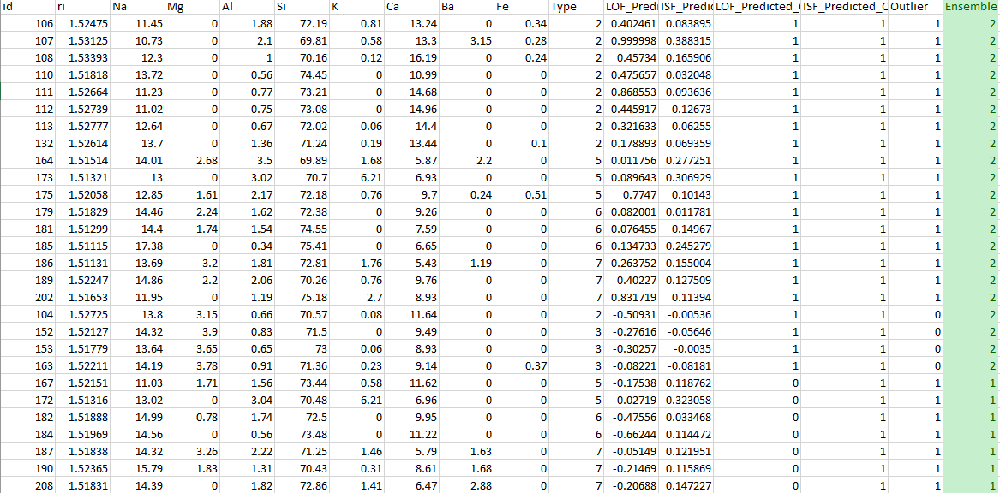 id ri Na Mg Al Si K Ca Ba Fe Type LOF_Predi ISF_Predic LOF_Predicted_ ISF_Predicted_C Outlier Ensemble
106 1.52475 11.45 0 1.88 72.19 0.81 13.24 0 0.34 2 0.402461 0.083895 1 1 1 2
107 1.53125 10.73 0 2.1 69.81 0.58 13.3 3.15 0.28 2 0.999998 0.388315 1 1 1 2
108 1.53393 12.3 0 1 70.16 0.12 16.19 0 0.24 2 0.45734 0.165906 1 1 1 2
110 1.51818 13.72 0 0.56 74.45 0 10.99 0 0 2 0.475657 0.032048 1 1 1 2
111 1.52664 11.23 0 0.77 73.21 0 14.68 0 0 2 0.868553 0.093636 1 1 1 2
112 1.52739 11.02 0 0.75 73.08 0 14.96 0 0 2 0.445917 0.12673 1 1 1 2
113 1.52777 12.64 0 0.67 72.02 0.06 14.4 0 0 2 0.321633 0.06255 1 1 1 2
132 1.52614 13.7 0 1.36 71.24 0.19 13.44 0 0.1 2 0.178893 0.069359 1 1 1 2
164 1.51514 14.01 2.68 3.5 69.89 1.68 5.87 2.2 0 5 0.011756 0.277251 1 1 1 2
173 1.51321 13 0 3.02 70.7 6.21 6.93 0 0 5 0.089643 0.306929 1 1 1 2
175 1.52058 12.85 1.61 2.17 72.18 0.76 9.7 0.24 0.51 5 0.7747 0.10143 1 1 1 2
179 1.51829 14.46 2.24 1.62 72.38 0 9.26 0 0 6 0.082001 0.011781 1 1 1 2
181 1.51299 14.4 1.74 1.54 74.55 0 7.59 0 0 6 0.076455 0.14967 1 1 1 2
185 1.51115 17.38 0 0.34 75.41 0 6.65 0 0 6 0.134733 0.245279 1 1 1 2
186 1.51131 13.69 3.2 1.81 72.81 1.76 5.43 1.19 0 7 0.263752 0.155004 1 1 1 2
189 1.52247 14.86 2.2 2.06 70.26 0.76 9.76 0 0 7 0.40227 0.127509 1 1 1 2
202 1.51653 11.95 0 1.19 75.18 2.7 8.93 0 0 7 0.831719 0.11394 1 1 1 2
104 1.52725 13.8 3.15 0.66 70.57 0.08 11.64 0 0 2 -0.50931 -0.00536 1 1 0 2
152 1.52127 14.32 3.9 0.83 71.5 0 9.49 0 0 3 -0.27616 -0.05646 1 1 0 2
153 1.51779 13.64 3.65 0.65 73 0.06 8.93 0 0 3 -0.30257 -0.0035 1 1 0 2
163 1.52211 14.19 3.78 0.91 71.36 0.23 9.14 0 0.37 3 -0.08221 -0.08181 1 1 0 2
167 1.52151 11.03 1.71 1.56 73.44 0.58 11.62 0 0 5 -0.17538 0.118762 0 1 1 1
172 1.51316 13.02 0 3.04 70.48 6.21 6.96 0 0 5 -0.02719 0.323058 0 1 1 1
182 1.51888 14.99 0.78 1.74 72.5 0 9.95 0 0 6 -0.47556 0.033468 0 1 1 1
184 1.51969 14.56 0 0.56 73.48 0 11.22 0 0 6 -0.66244 0.114472 0 1 1 1
187 1.51838 14.32 3.26 2.22 71.25 1.46 5.79 1.63 0 7 -0.05149 0.121951 0 1 1 1
190 1.52365 15.79 1.83 1.31 70.43 0.31 8.61 1.68 0 7 -0.21469 0.115869 0 1 1 1
208 1.51831 14.39 0 1.82 72.86 1.41 6.47 2.88 0 7 -0.20688 0.147227 0 1 1 1